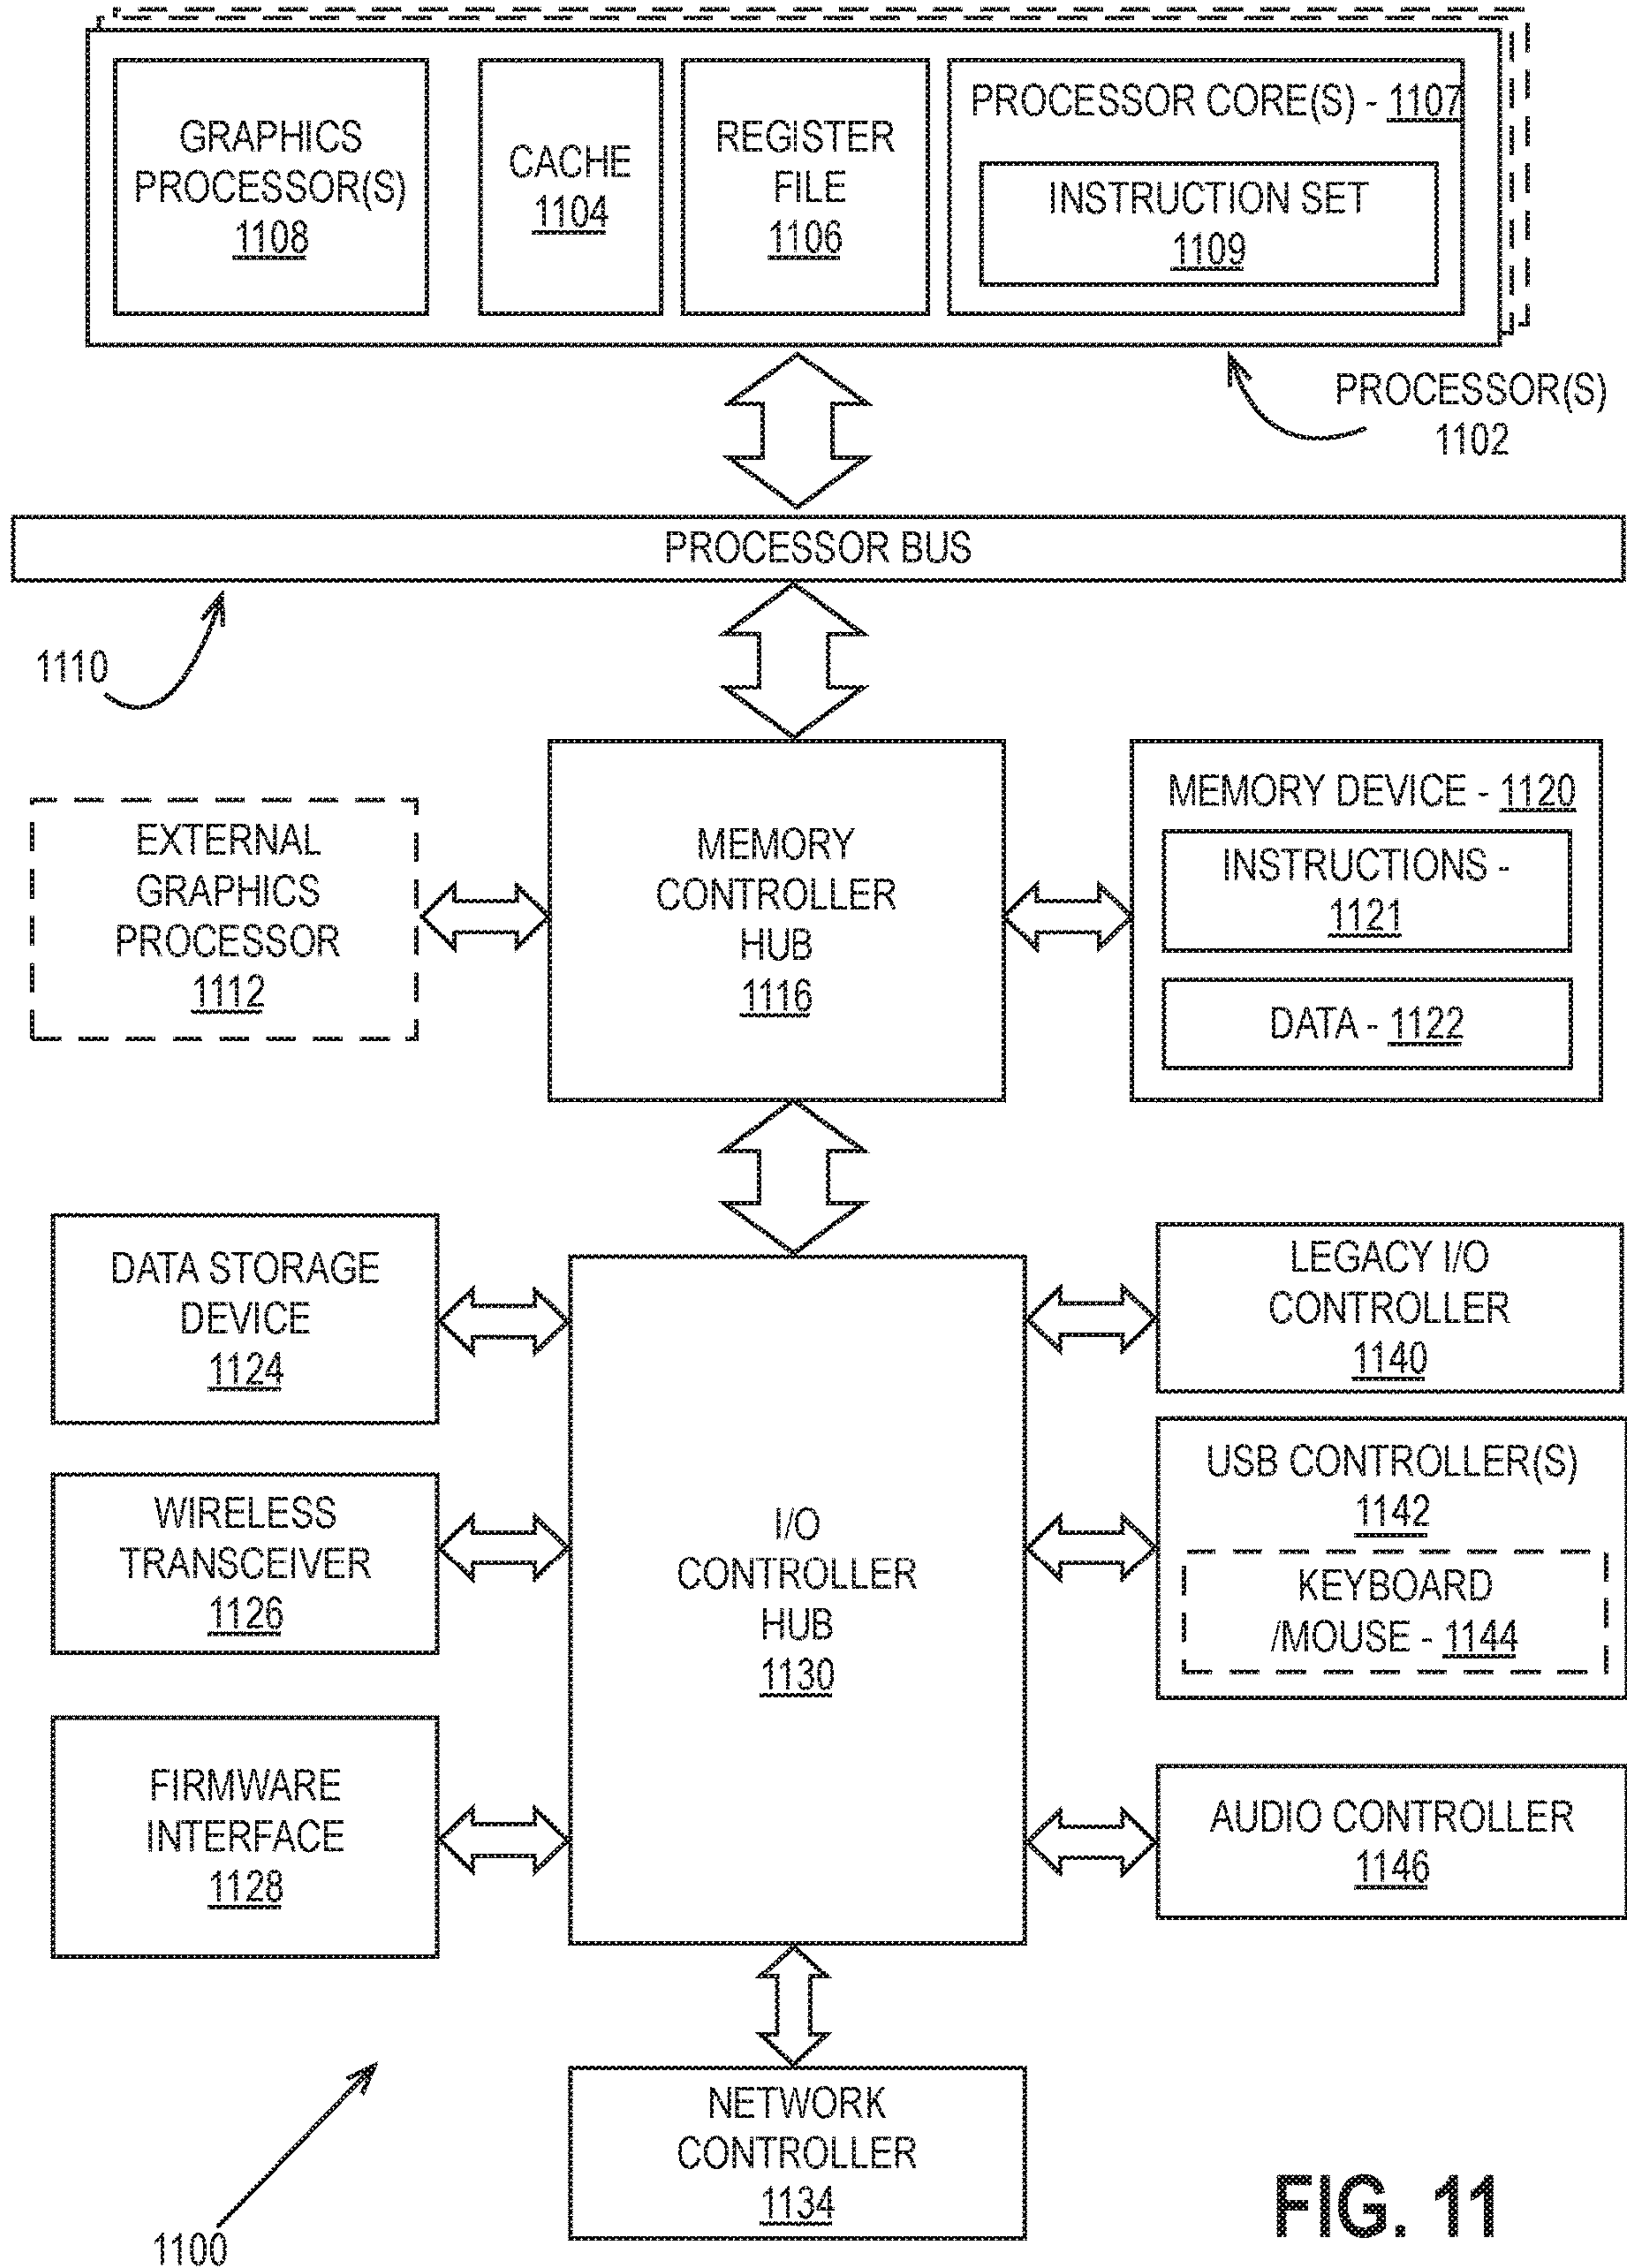 GRAPHICS
PROCESSOR(S)
1108
CACHE
1104
REGISTER
FILE
1106
PROCESSOR CORE(S) - 1107
INSTRUCTION SET
1109
PROCESSOR(S)
1102
PROCESSOR BUS
1110
EXTERNAL
GRAPHICS
PROCESSOR
1112
MEMORY
CONTROLLER
HUB
1116
MEMORY DEVICE - 1120
INSTRUCTIONS -
1121
DATA - 1122
DATA STORAGE
DEVICE
1124
LEGACY I/O
CONTROLLER
1140
WIRELESS
TRANSCEIVER
1126
I/O
CONTROLLER
HUB
1130
USB CONTROLLER(S)
1142
KEYBOARD
/MOUSE - 1144
FIRMWARE
INTERFACE
1128
AUDIO CONTROLLER
1146
NETWORK
CONTROLLER
1134
1100
FIG. 11